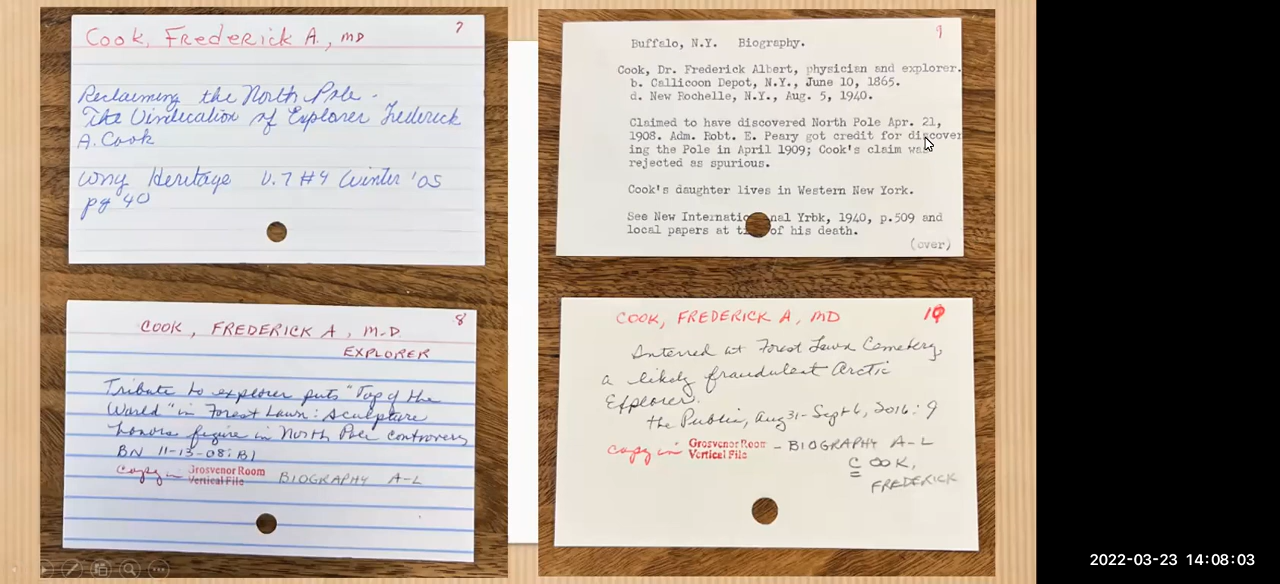 7
Cook, Frederick A., MD
Reclaiming the North Pole -
The Vindication of Explorer Frederick
A. Cook
WNY Heritage V.7 #4 Winter '05
pg 40
8
COOK, FREDERICK A, M.D.
EXPLORER
Tribute to explorer puts "Top of the
World" in Forest Lawn: Sculpture
honors figure in North Pole controversy
BN 11-13-08: B1
copy in Grosvenor Room
Vertical File BIOGRAPHY A-L
9
Buffalo, N.Y. Biography.
Cook, Dr. Frederick Albert, physician and explorer.
b. Callicoon Depot, N.Y., June 10, 1865.
d. New Rochelle, N.Y., Aug. 5, 1940.
Claimed to have discovered North Pole Apr. 21,
1908. Adm. Robt. E. Peary got credit for discover
ing the Pole in April 1909; Cook's claim was
rejected as spurious.
Cook's daughter lives in Western New York.
See New International Yrbk, 1940, p.509 and
local papers at time of his death.
(over)
10
COOK, FREDERICK A, MD
Interred at Forest Lawn Cemetery,
a likely fraudulent Arctic
Explorer.
the Public, Aug 31-Sept 6, 2016: 9
copy in Grosvenor Room
Vertical File - BIOGRAPHY A-L
COOK,
FREDERICK
2022-03-23 14:08:03